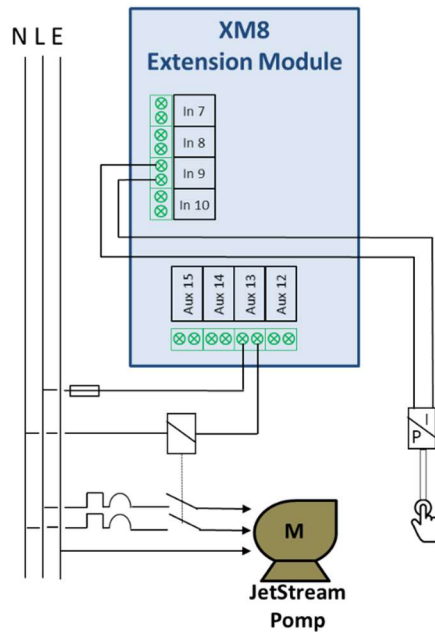 XM8
Extension Module
N L E
In 7
In 8
In 9
In 10
Aux 15
Aux 14
Aux 13
Aux 12
I
P
M
JetStream
Pomp